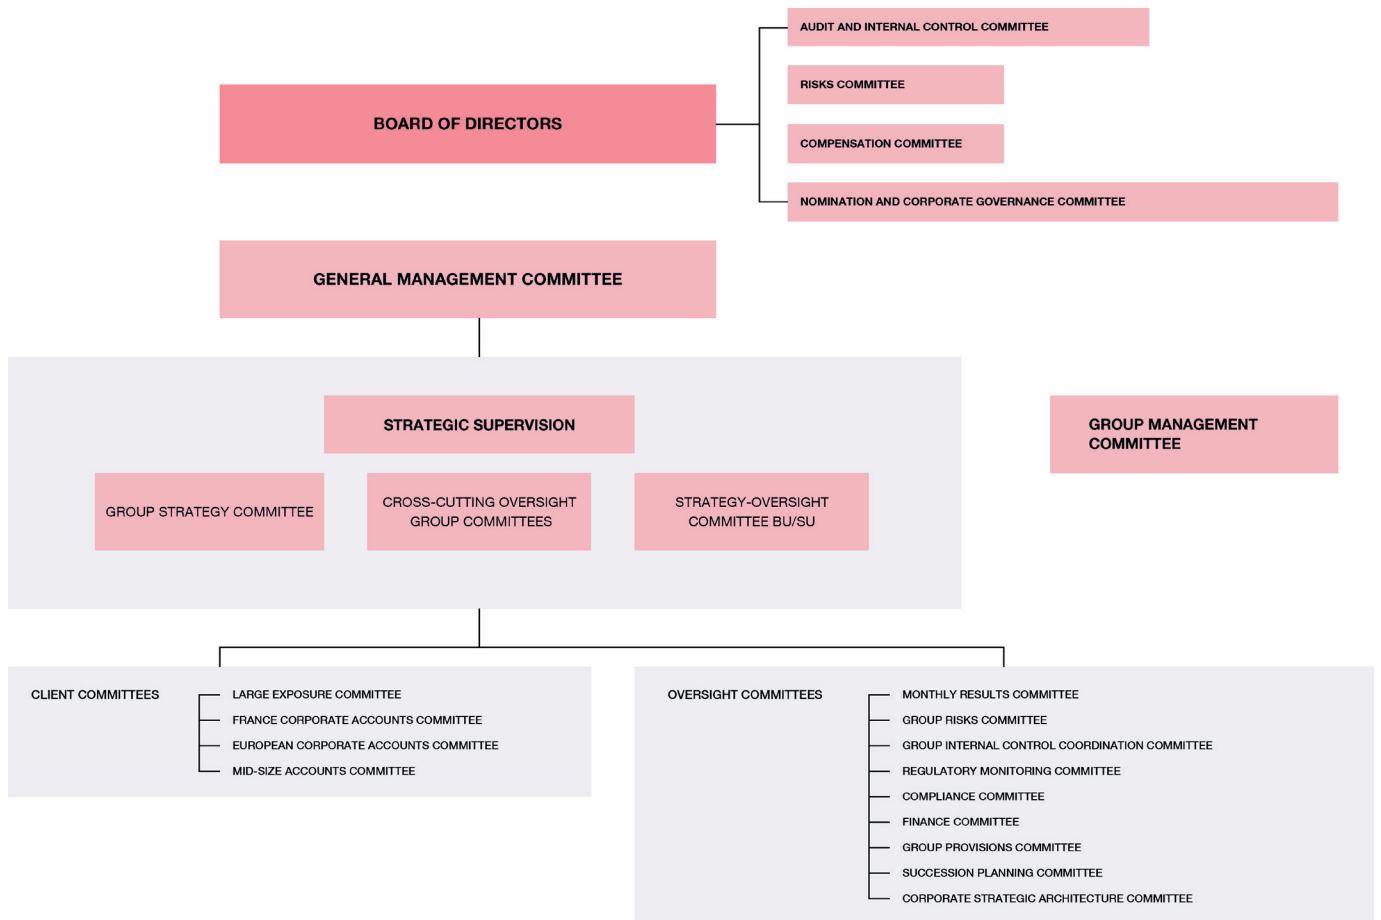 AUDIT AND INTERNAL CONTROL COMMITTEE
RISKS COMMITTEE
BOARD OF DIRECTORS
COMPENSATION COMMITTEE
NOMINATION AND CORPORATE GOVERNANCE COMMITTEE
GENERAL MANAGEMENT COMMITTEE
STRATEGIC SUPERVISION
GROUP MANAGEMENT
COMMITTEE
GROUP STRATEGY COMMITTEE
CROSS-CUTTING OVERSIGHT
GROUP COMMITTEES
STRATEGY-OVERSIGHT
COMMITTEE BU/SU
CLIENT COMMITTEES
LARGE EXPOSURE COMMITTEE
FRANCE CORPORATE ACCOUNTS COMMITTEE
EUROPEAN CORPORATE ACCOUNTS COMMITTEE
MID-SIZE ACCOUNTS COMMITTEE
OVERSIGHT COMMITTEES
MONTHLY RESULTS COMMITTEE
GROUP RISKS COMMITTEE
GROUP INTERNAL CONTROL COORDINATION COMMITTEE
REGULATORY MONITORING COMMITTEE
COMPLIANCE COMMITTEE
FINANCE COMMITTEE
GROUP PROVISIONS COMMITTEE
SUCCESSION PLANNING COMMITTEE
CORPORATE STRATEGIC ARCHITECTURE COMMITTEE